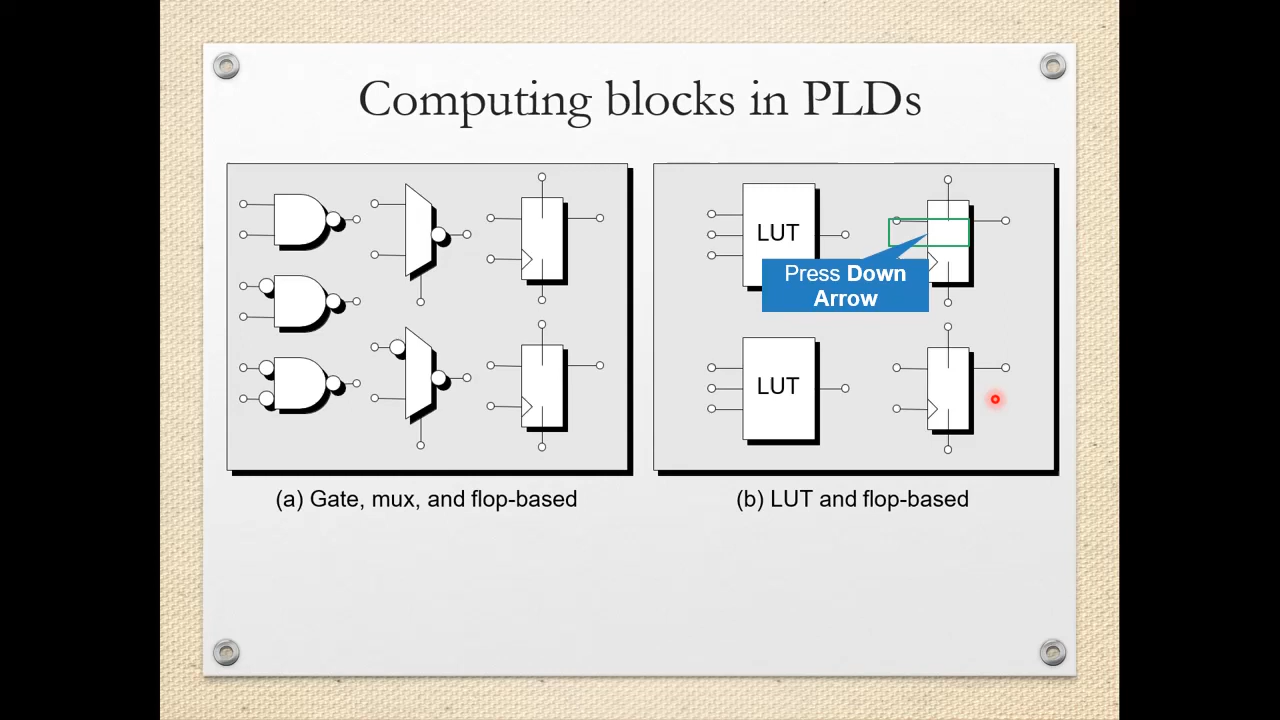 Computing blocks in PLDs
LUT
Press Down
Arrow
LUT
(a) Gate, mux, and flop-based
(b) LUT and flop-based